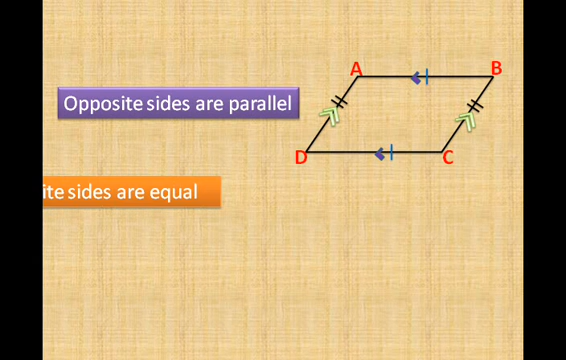 A
B
Opposite sides are parallel
D
C
ite sides are equal